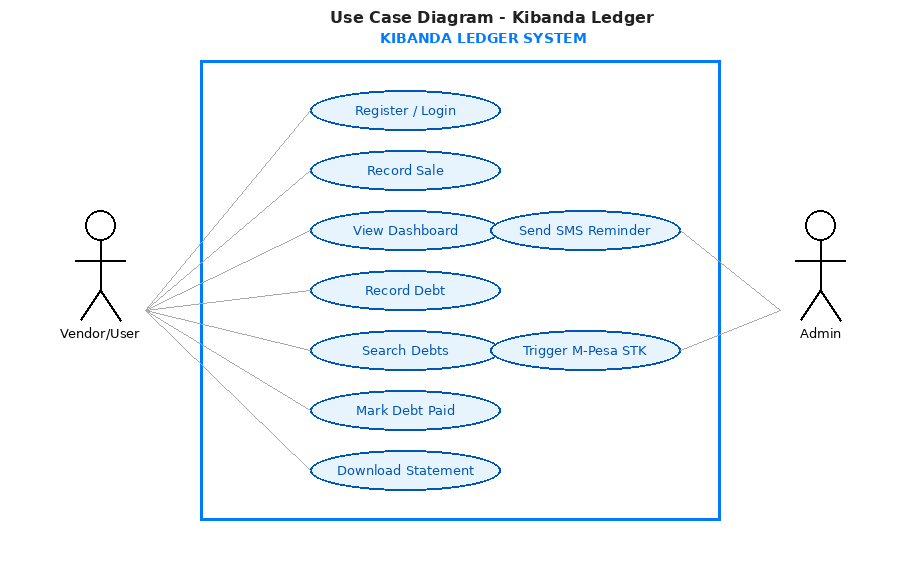 Use Case Diagram - Kibanda Ledger
KIBANDA LEDGER SYSTEM
Register / Login
Record Sale
View Dashboard
Send SMS Reminder
Record Debt
Vendor/User
Admin
Search Debts
Trigger M-Pesa STK
Mark Debt Paid
Download Statement